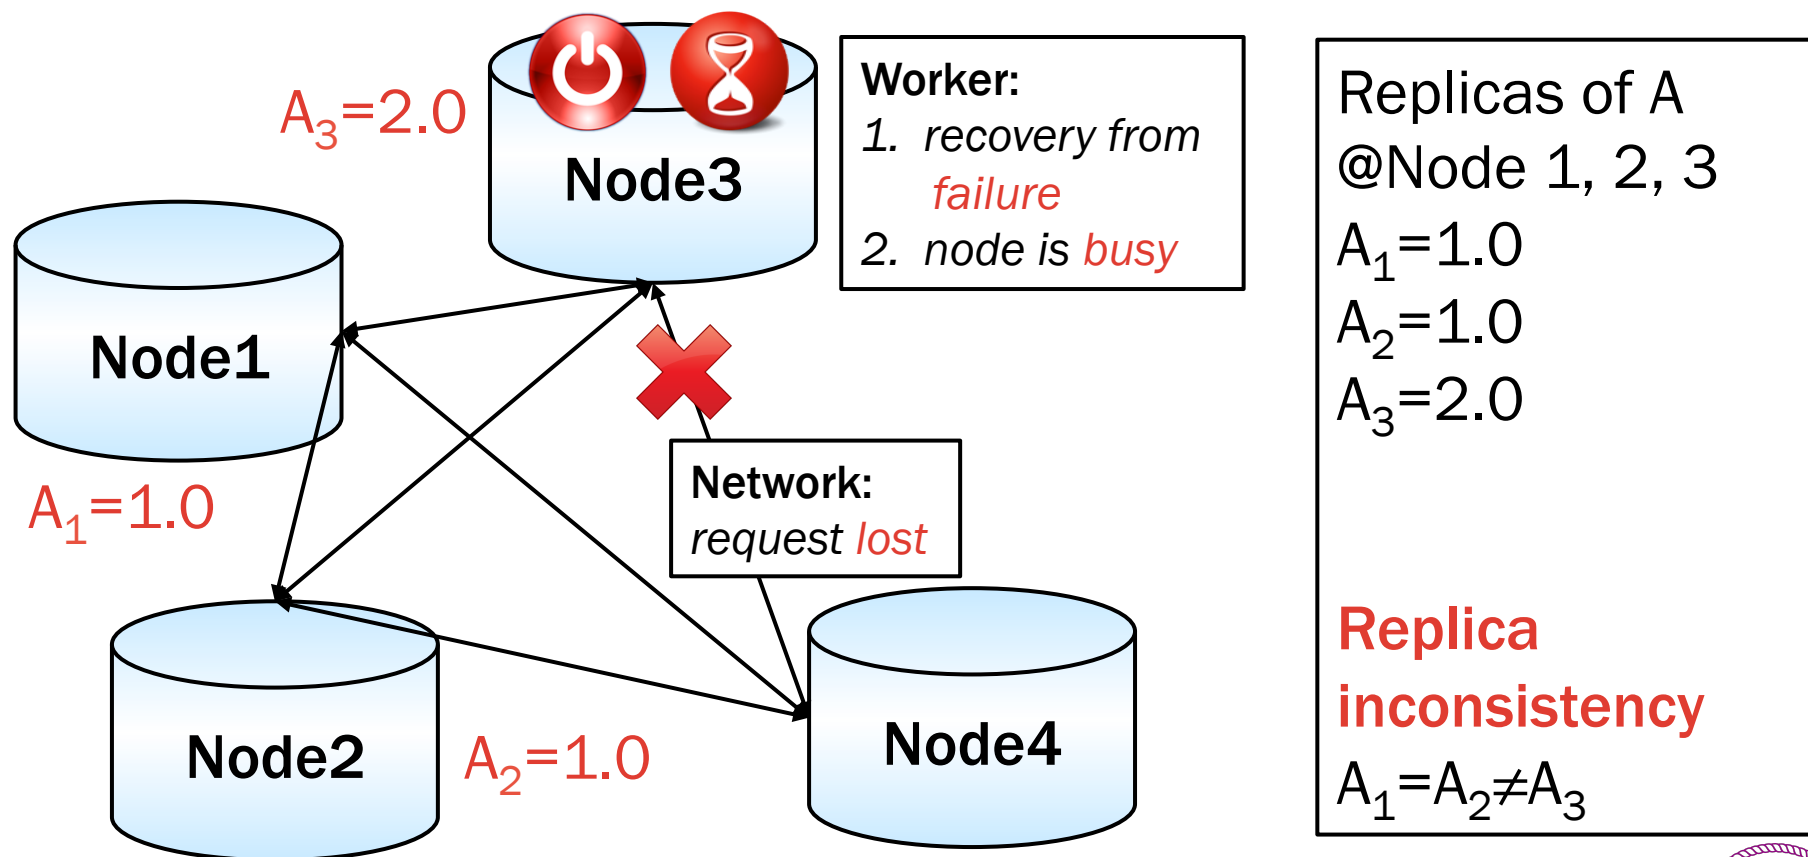 A₃=2.0
Node3
Worker:
1. recovery from
failure
2. node is busy
Node1
A₁=1.0
Network:
request lost
Node2
A₂=1.0
Node4
Replicas of A
@Node 1, 2, 3
A₁=1.0
A₂=1.0
A₃=2.0
Replica
inconsistency
A₁=A₂≠A₃